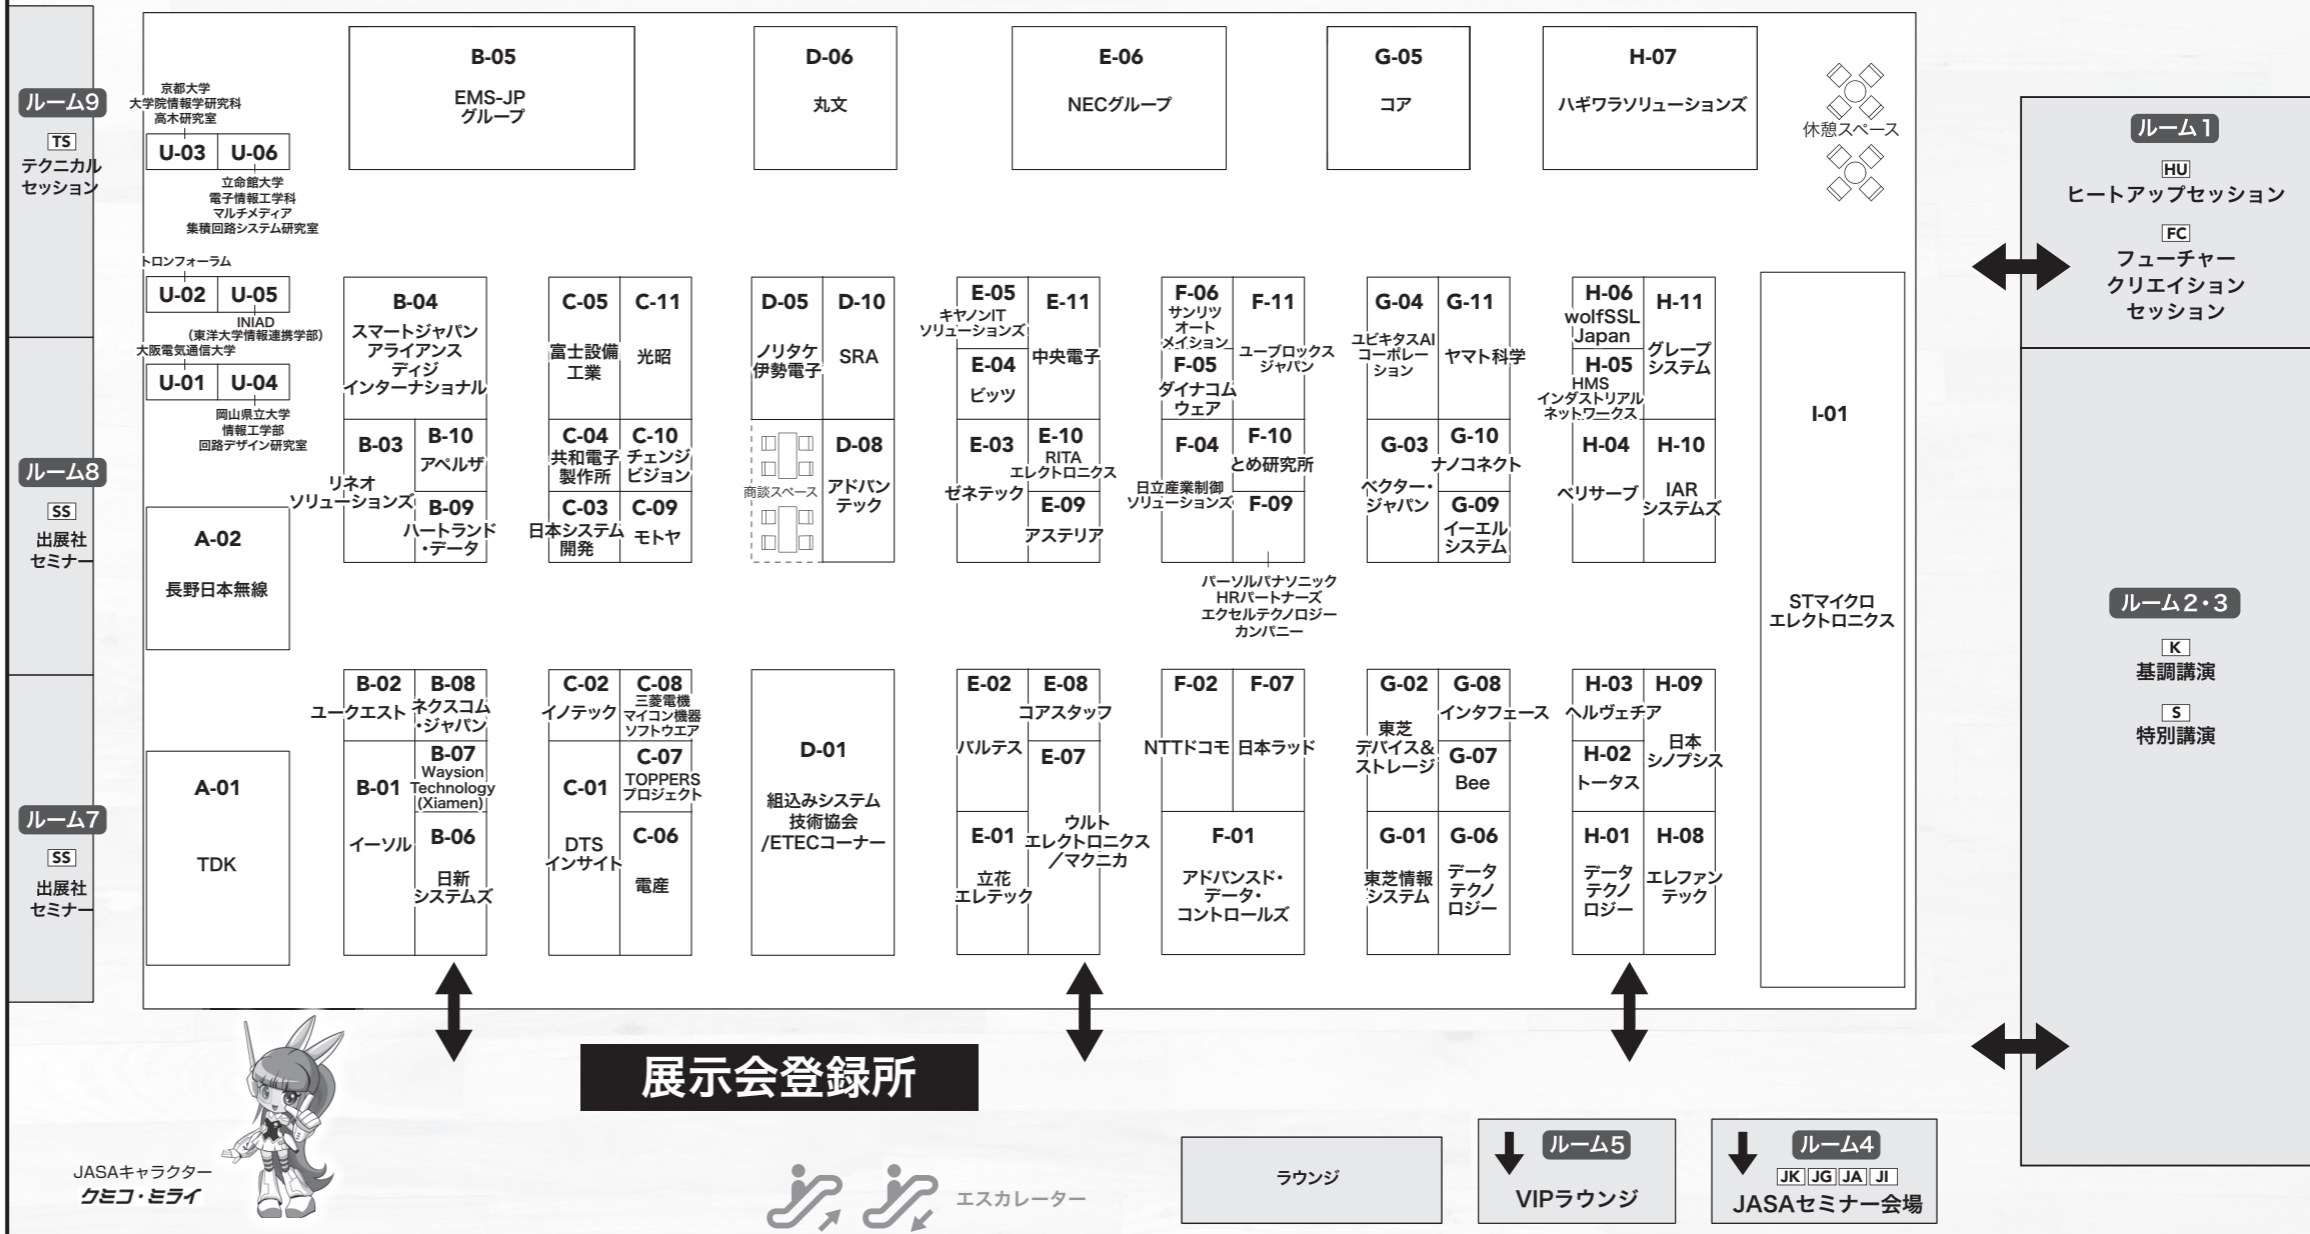 ルーム9
TS
テクニカル
セッション
ルーム8
SS
出展社
セミナー
ルーム7
SS
出展社
セミナー
京都大学
大学院情報学研究科
高木研究室
U-03
U-06
立命館大学
電子情報工学科
マルチメディア
集積回路システム研究室
トロンフォーラム
U-02
U-05
INIAD
(東洋大学情報連携学部)
大阪電気通信大学
U-01
U-04
岡山県立大学
情報工学部
回路デザイン研究室
A-02
長野日本無線
A-01
TDK
B-05
EMS-JP
グループ
D-06
丸文
E-06
NECグループ
G-05
コア
H-07
ハギワラソリューションズ
休憩スペース
B-04
スマートジャパン
アライアンス
ディジ
インターナショナル
B-03
リネオ
ソリューションズ
B-10
アペルザ
B-09
ハートランド
・データ
C-05
富士設備
工業
C-11
光昭
C-04
共和電子
製作所
C-10
チェンジ
ビジョン
C-03
日本システム
開発
C-09
モトヤ
D-05
ノリタケ
伊勢電子
D-10
SRA
商談スペース
D-08
アドバン
テック
E-05
キヤノンIT
ソリューションズ
E-11
中央電子
E-04
ビッツ
E-03
ゼネテック
E-10
RITA
エレクトロニクス
E-09
アステリア
F-06
サンリツ
オート
メイション
F-11
ユーブロックス
ジャパン
F-05
ダイナコム
ウェア
F-04
日立産業制御
ソリューションズ
F-10
とめ研究所
F-09
パーソルパナソニック
HRパートナーズ
エクセルテクノロジー
カンパニー
G-04
ユビキタスAI
コーポレー
ション
G-11
ヤマト科学
G-03
ベクター・
ジャパン
G-10
ナノコネクト
G-09
イーエル
システム
H-06
wolfSSL
Japan
H-11
グレープ
システム
H-05
HMS
インダストリアル
ネットワークス
H-04
ベリサーブ
H-10
IAR
システムズ
I-01
STマイクロ
エレクトロニクス
B-02
ユークエスト
B-08
ネクスコム
・ジャパン
B-07
Waysion
Technology
(Xiamen)
B-01
イーソル
B-06
日新
システムズ
C-02
イノテック
C-08
三菱電機
マイコン機器
ソフトウエア
C-07
TOPPERS
プロジェクト
C-01
DTS
インサイト
C-06
電産
D-01
組込みシステム
技術協会
/ETECコーナー
E-02
バルテス
E-08
コアスタッフ
E-07
ウルト
エレクトロニクス
/マクニカ
E-01
立花
エレテック
F-02
NTTドコモ
F-07
日本ラッド
F-01
アドバンスド・
データ・
コントロールズ
G-02
東芝
デバイス&
ストレージ
G-08
インタフェース
G-07
Bee
G-01
東芝情報
システム
G-06
データ
テクノ
ロジー
H-03
ヘルヴェチア
H-09
日本
シノプシス
H-02
トータス
H-01
データ
テクノ
ロジー
H-08
エレファン
テック
ルーム1
HU
ヒートアップセッション
FC
フューチャー
クリエイション
セッション
ルーム2・3
K
基調講演
S
特別講演
展示会登録所
JASAキャラクター
クミコ・ミライ
エスカレーター
ラウンジ
ルーム5
VIPラウンジ
ルーム4
JK JG JA JI
JASAセミナー会場